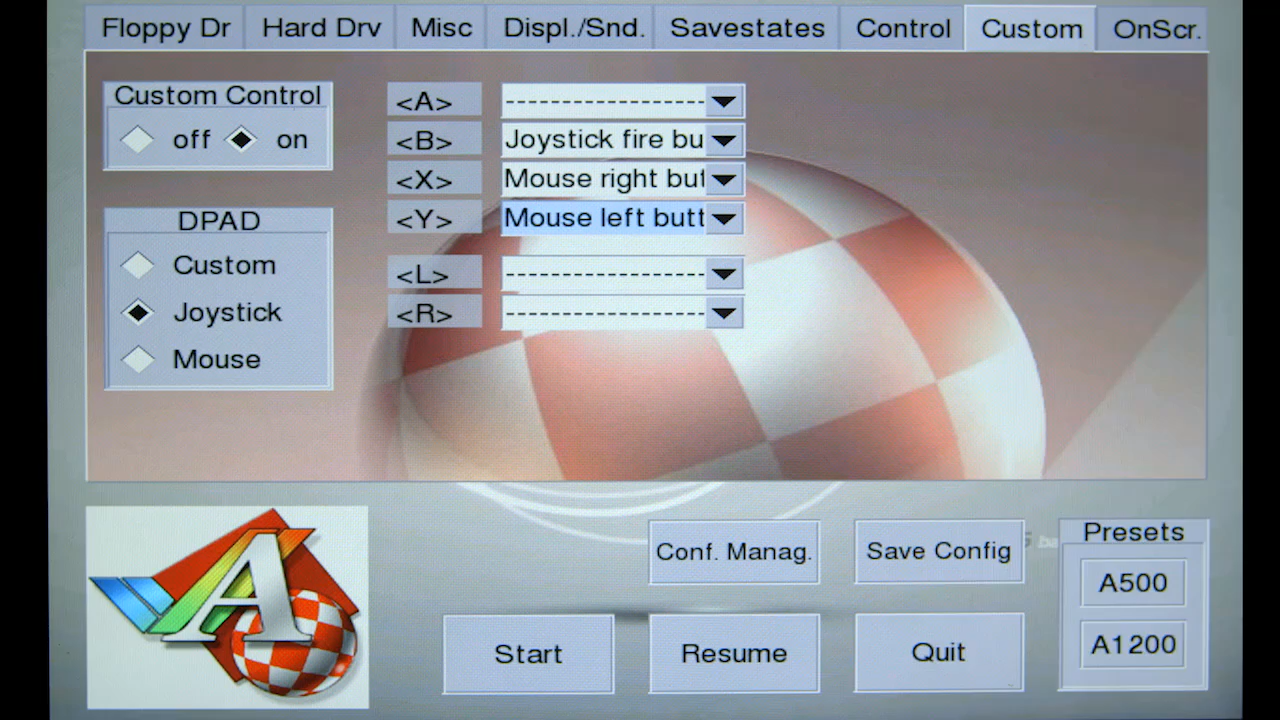 Floppy Dr
Hard Drv
Misc
Displ./Snd.
Savestates
Control
Custom
OnScr.
Custom Control
off
on
DPAD
Custom
Joystick
Mouse
<A>
-------------------
<B>
Joystick fire bu
<X>
Mouse right but
<Y>
Mouse left butt
<L>
-------------------
<R>
-------------------
A
Conf. Manag.
Save Config
Start
Resume
Quit
Presets
A500
A1200